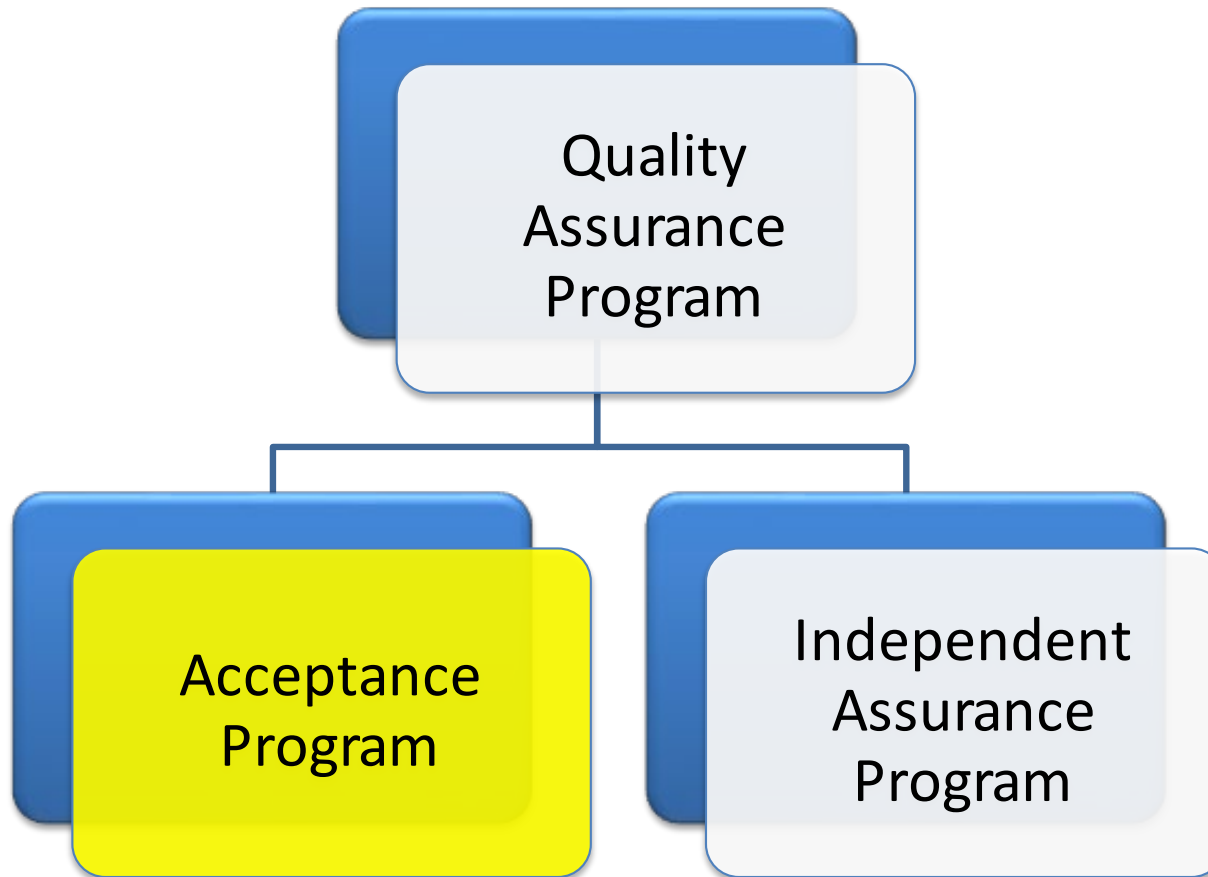 Quality
Assurance
Program
Acceptance
Program
Independent
Assurance
Program